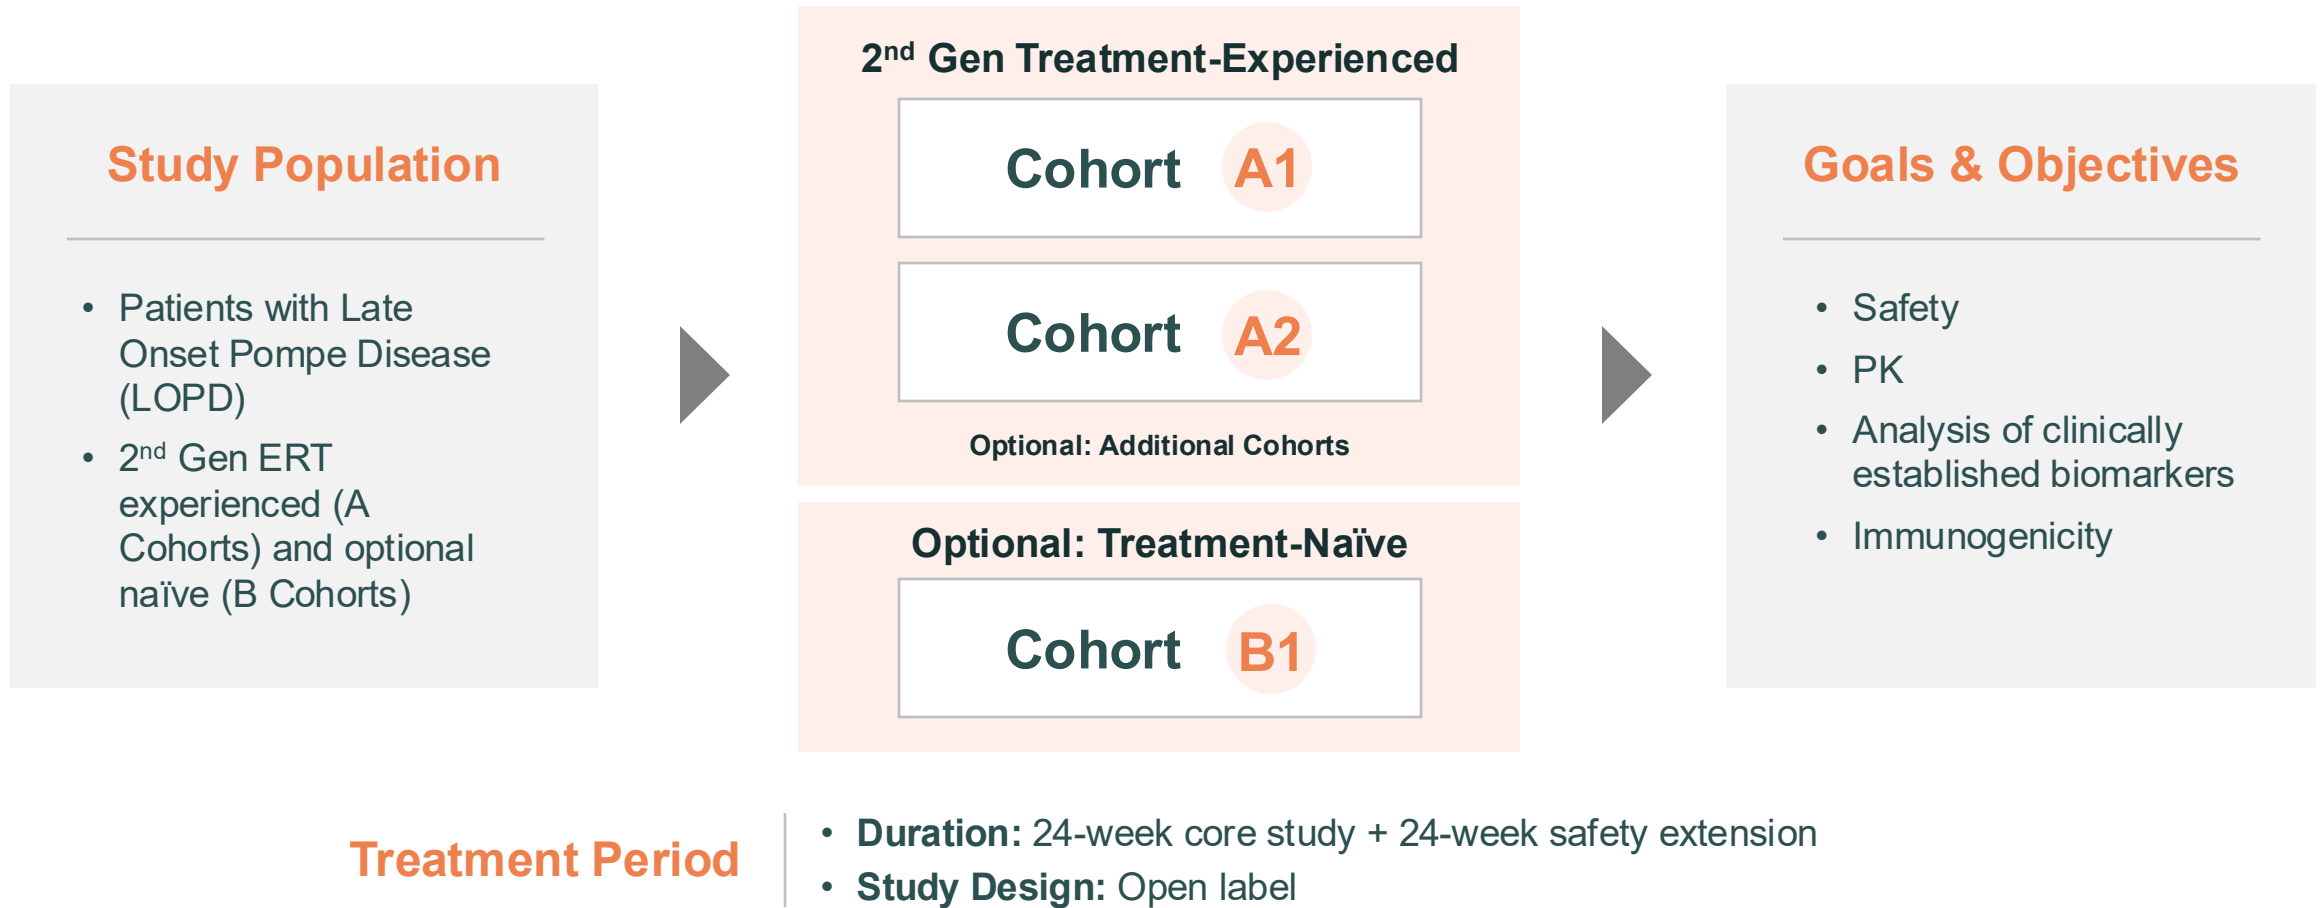 Study Population
• Patients with Late
Onset Pompe Disease
(LOPD)
• 2nd Gen ERT
experienced (A
Cohorts) and optional
naïve (B Cohorts)
2nd Gen Treatment-Experienced
Cohort A1
Cohort A2
Optional: Additional Cohorts
Optional: Treatment-Naïve
Cohort B1
Goals & Objectives
• Safety
• PK
• Analysis of clinically
established biomarkers
• Immunogenicity
Treatment Period
• Duration: 24-week core study + 24-week safety extension
• Study Design: Open label